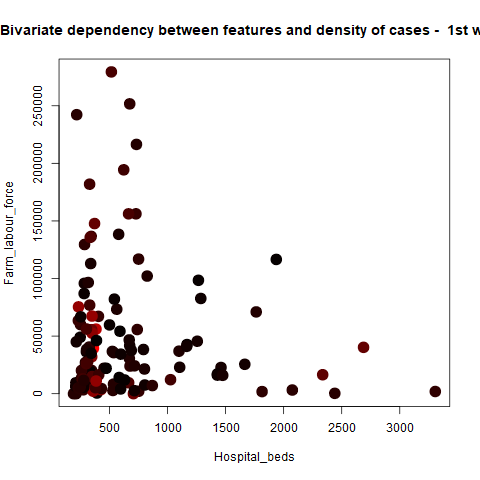 Bivariate dependency between features and density of cases - 1st w
Farm_labour_force
250000
200000
150000
100000
50000
0
500 1000 1500 2000 2500 3000
Hospital_beds